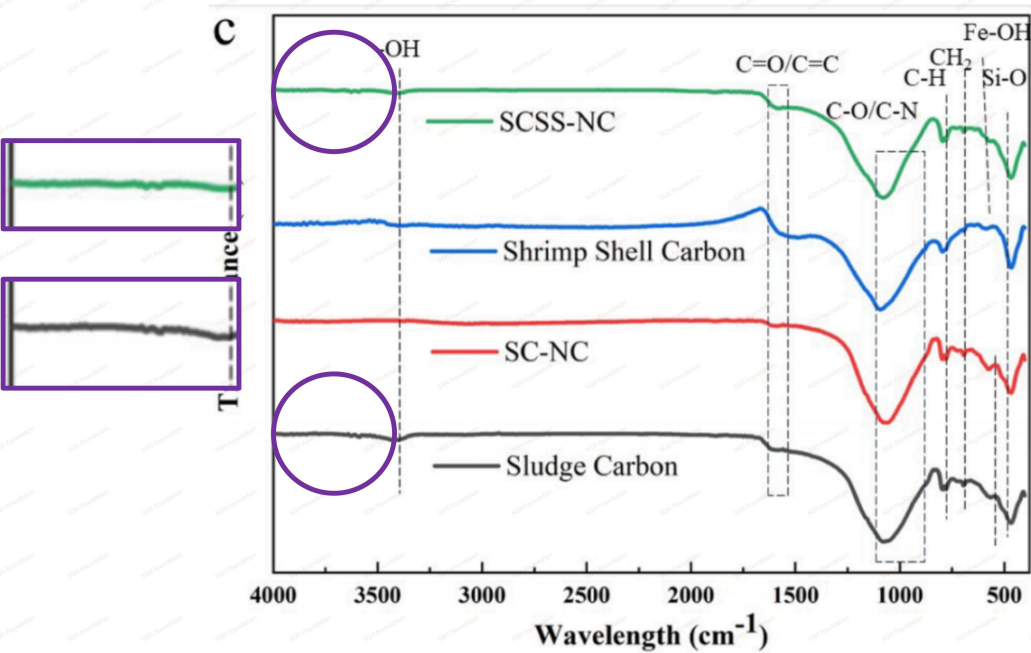 c
-OH
C=O/C=C
C-O/C-N
C-H
CH₂
Fe-OH
Si-O
SCSS-NC
Shrimp Shell Carbon
SC-NC
Sludge Carbon
4000 3500 3000 2500 2000 1500 1000 500
Wavelength (cm⁻¹)